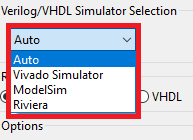 Verilog/VHDL Simulator Selection
Auto
Auto
Vivado Simulator
ModelSim
Riviera
VHDL
Options